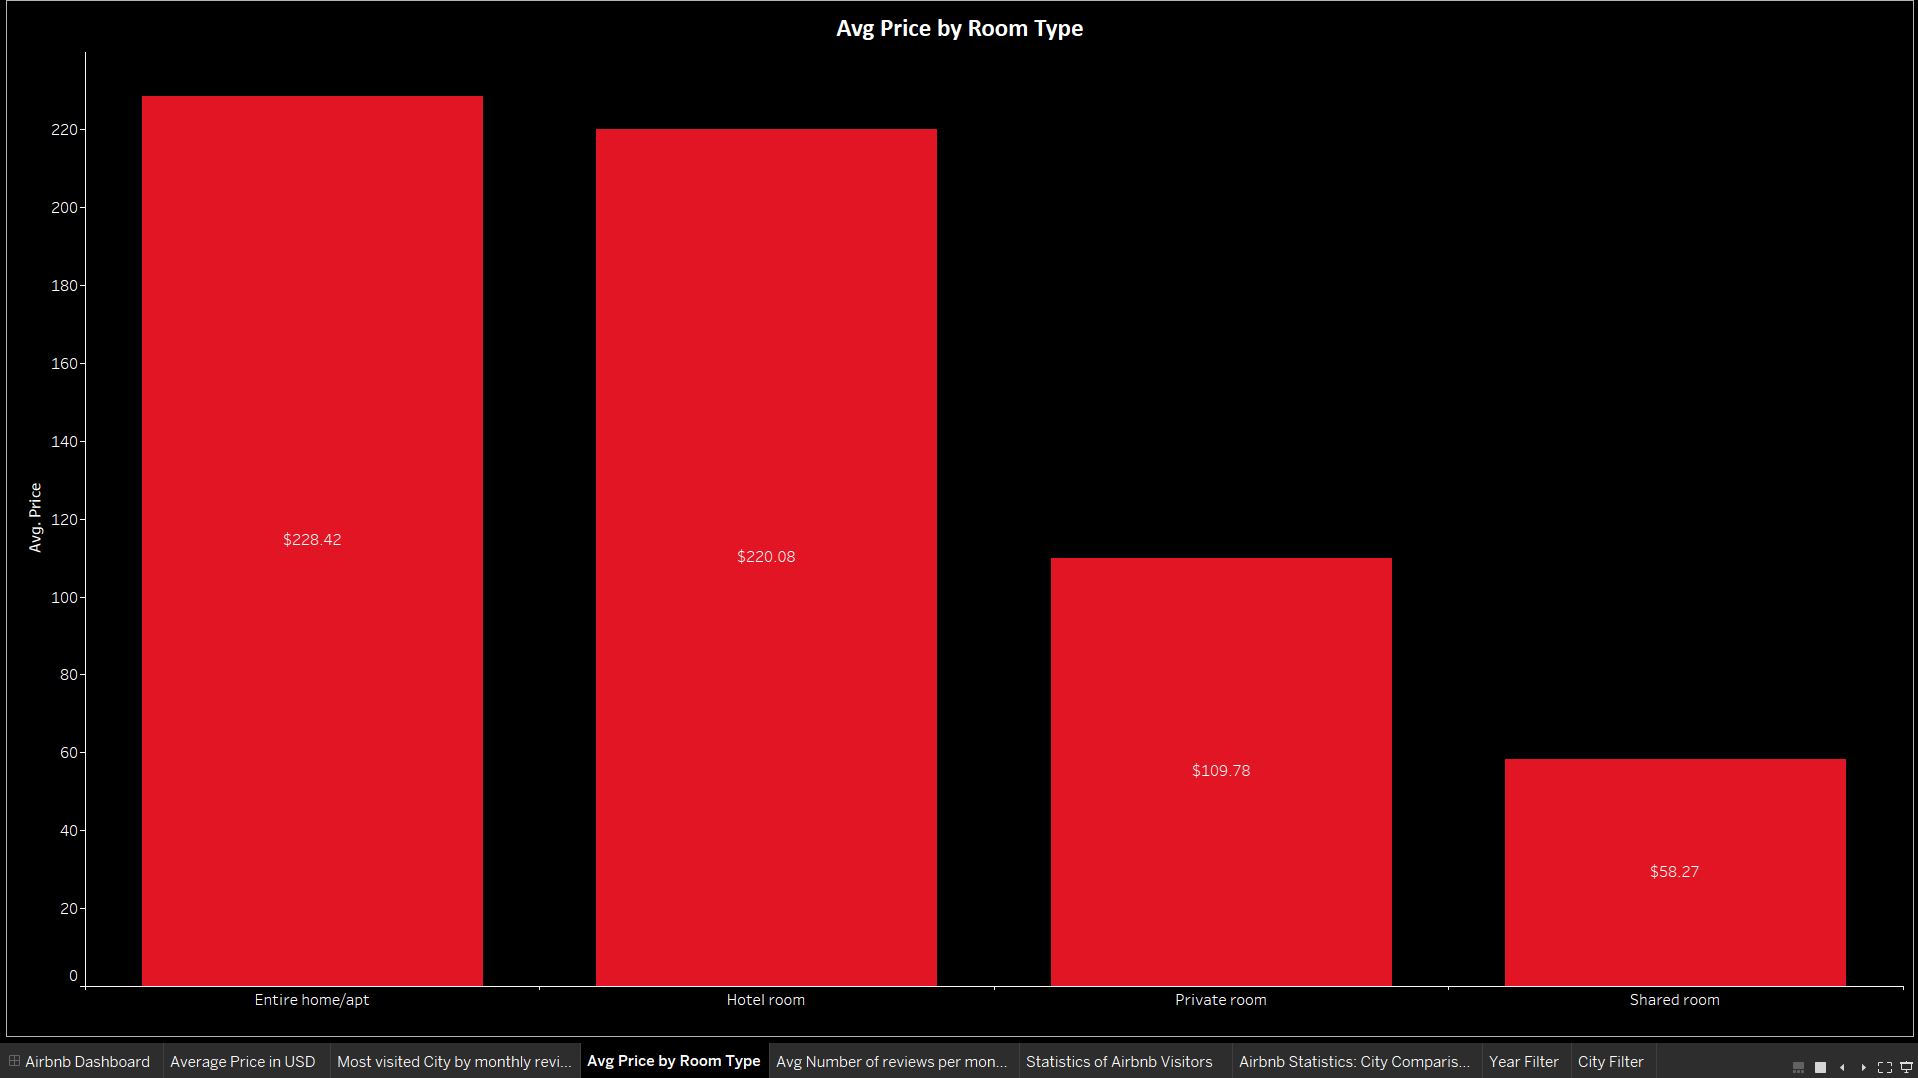 Avg Price by Room Type
Avg. Price
220
200
180
160
140
120
100
80
60
40
20
0
$228.42
$220.08
$109.78
$58.27
Entire home/apt
Hotel room
Private room
Shared room
Airbnb Dashboard
Average Price in USD
Most visited City by monthly revi...
Avg Price by Room Type
Avg Number of reviews per mon...
Statistics of Airbnb Visitors
Airbnb Statistics: City Comparis...
Year Filter
City Filter